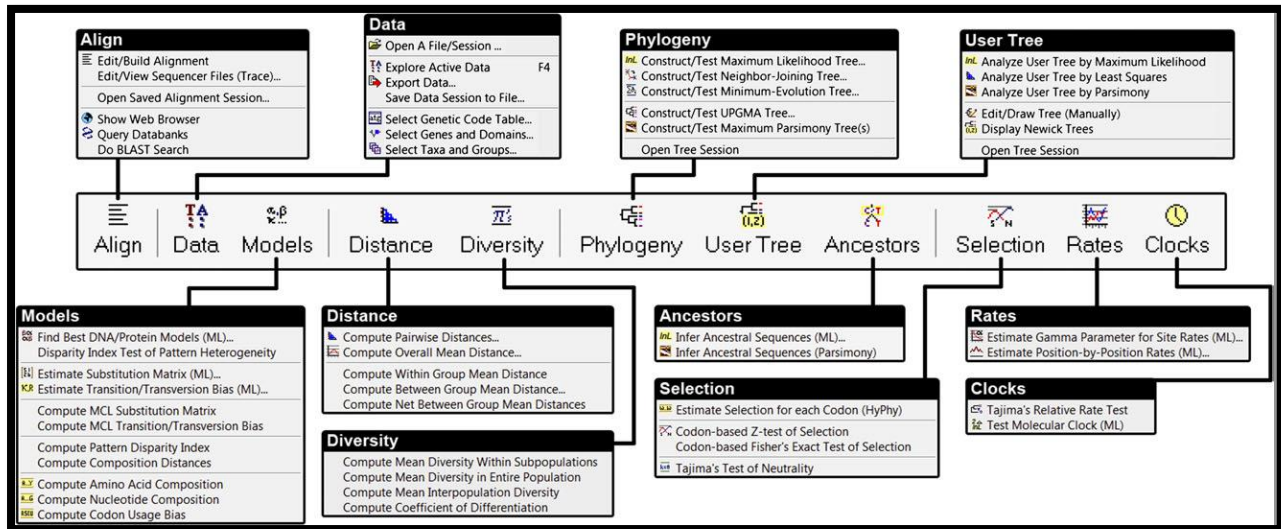 Align
Edit/Build Alignment
Edit/View Sequencer Files (Trace)...
Open Saved Alignment Session...
Show Web Browser
Query Databanks
Do BLAST Search
Data
Open A File/Session ...
Explore Active Data F4
Export Data...
Save Data Session to File...
Select Genetic Code Table...
Select Genes and Domains...
Select Taxa and Groups...
Phylogeny
Construct/Test Maximum Likelihood Tree...
Construct/Test Neighbor-Joining Tree...
Construct/Test Minimum-Evolution Tree...
Construct/Test UPGMA Tree...
Construct/Test Maximum Parsimony Tree(s)
Open Tree Session
User Tree
Analyze User Tree by Maximum Likelihood
Analyze User Tree by Least Squares
Analyze User Tree by Parsimony
Edit/Draw Tree (Manually)
Display Newick Trees
Open Tree Session
Align Data Models Distance Diversity Phylogeny User Tree Ancestors Selection Rates Clocks
Models
Find Best DNA/Protein Models (ML)...
Disparity Index Test of Pattern Heterogeneity
Estimate Substitution Matrix (ML)...
Estimate Transition/Transversion Bias (ML)...
Compute MCL Substitution Matrix
Compute MCL Transition/Transversion Bias
Compute Pattern Disparity Index
Compute Composition Distances
Compute Amino Acid Composition
Compute Nucleotide Composition
Compute Codon Usage Bias
Distance
Compute Pairwise Distances...
Compute Overall Mean Distance...
Compute Within Group Mean Distance
Compute Between Group Mean Distance...
Compute Net Between Group Mean Distances
Diversity
Compute Mean Diversity Within Subpopulations
Compute Mean Diversity in Entire Population
Compute Mean Interpopulation Diversity
Compute Coefficient of Differentiation
Ancestors
Infer Ancestral Sequences (ML)...
Infer Ancestral Sequences (Parsimony)
Selection
Estimate Selection for each Codon (HyPhy)
Codon-based Z-test of Selection
Codon-based Fisher's Exact Test of Selection
Tajima's Test of Neutrality
Rates
Estimate Gamma Parameter for Site Rates (ML)...
Estimate Position-by-Position Rates (ML)...
Clocks
Tajima's Relative Rate Test
Test Molecular Clock (ML)